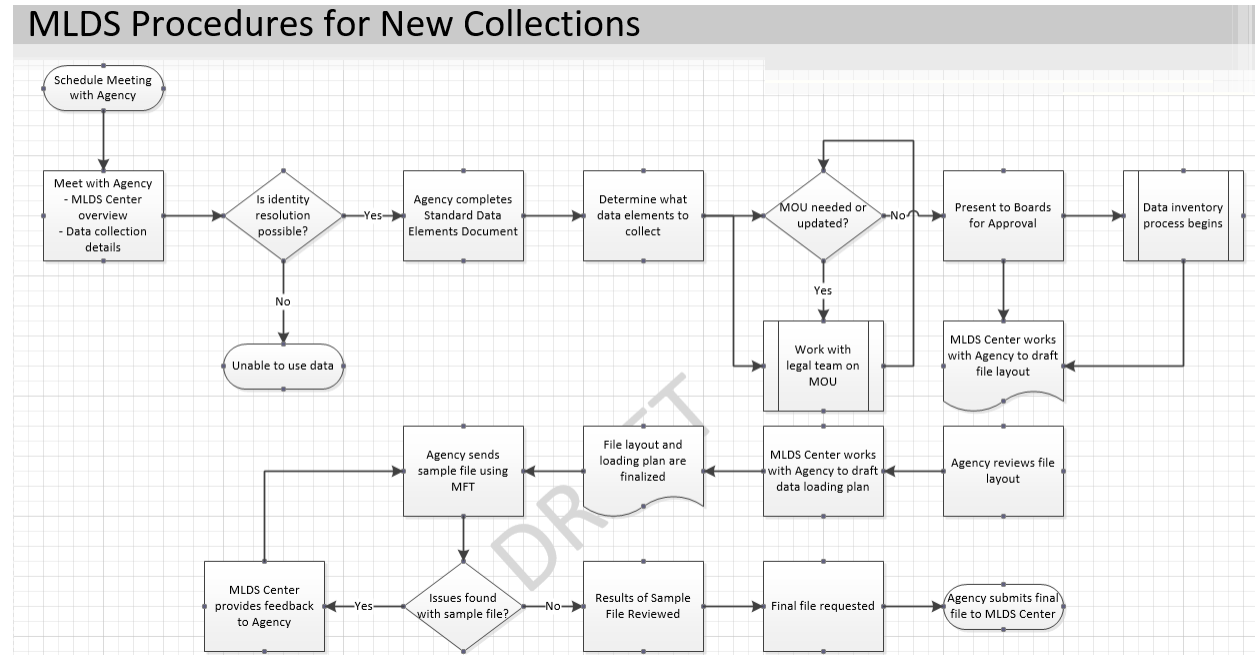 MLDS Procedures for New Collections
Schedule Meeting
with Agency
Meet with Agency
- MLDS Center
overview
- Data collection
details
Is identity
resolution
possible?
Yes
Agency completes
Standard Data
Elements Document
Determine what
data elements to
collect
MOU needed or
updated?
No
Present to Boards
for Approval
Data inventory
process begins
No
Yes
Unable to use data
Work with
legal team on
MOU
MLDS Center works
with Agency to draft
file layout
Agency sends
sample file using
MFT
File layout and
loading plan are
finalized
MLDS Center works
with Agency to draft
data loading plan
Agency reviews file
layout
DRAFT
MLDS Center
provides feedback
to Agency
Yes
Issues found
with sample file?
No
Results of Sample
File Reviewed
Final file requested
Agency submits final
file to MLDS Center